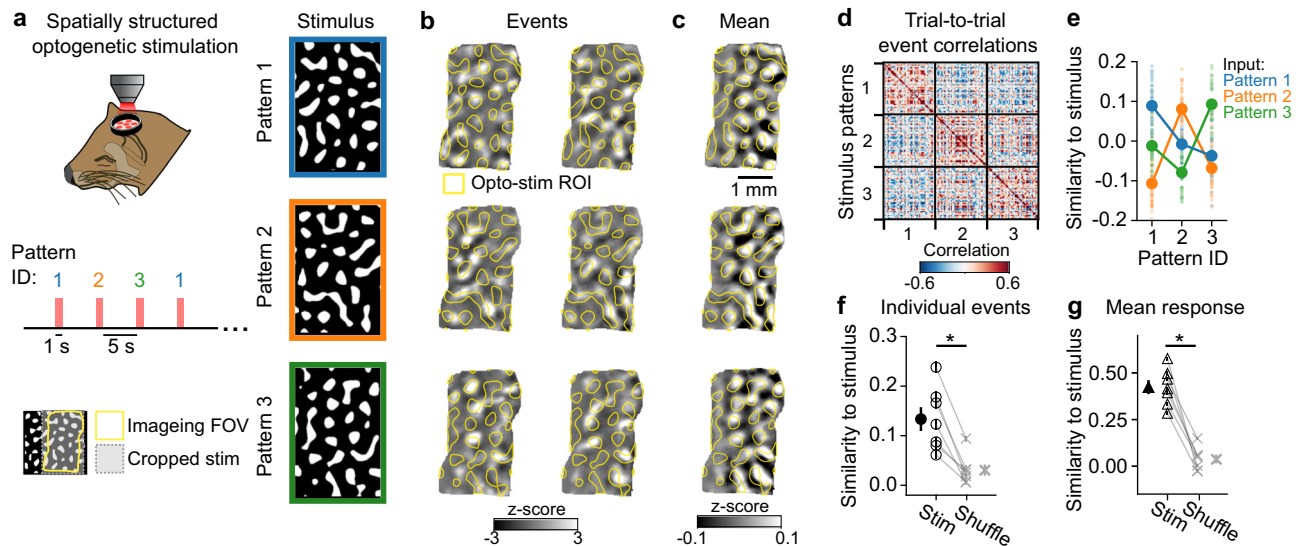 a
Spatially structured
optogenetic stimulation
Pattern
ID:
1
2
3
1
...
1 s
5 s
Imageing FOV
Cropped stim
Stimulus
Pattern 1
Pattern 2
Pattern 3
b
Events
Opto-stim ROI
z-score
-3
3
c
Mean
1 mm
z-score
-0.1
0.1
d
Trial-to-trial
event correlations
Stimulus patterns
1
2
3
1
2
3
Correlation
-0.6
0.6
e
Similarity to stimulus
0.2
0.1
0.0
-0.1
-0.2
1
2
3
Pattern ID
Input:
Pattern 1
Pattern 2
Pattern 3
f
Individual events
Similarity to stimulus
0.3
0.2
0.1
0.0
*
Stim
Shuffle
g
Mean response
Similarity to stimulus
0.50
0.25
0.00
*
Stim
Shuffle